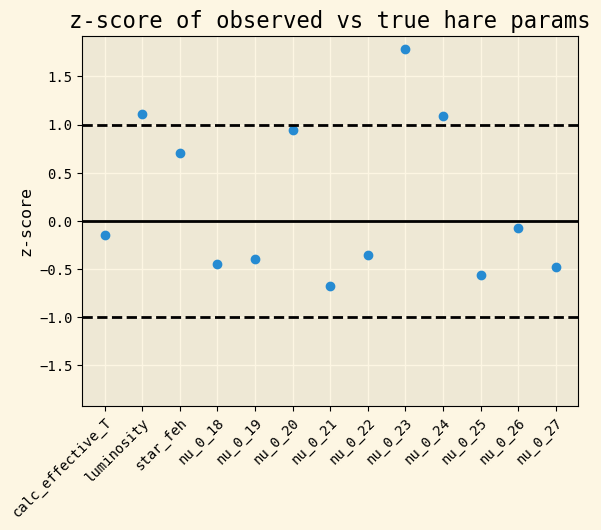 z-score of observed vs true hare params
z-score
1.5
1.0
0.5
0.0
−0.5
−1.0
−1.5
calc_effective_T
luminosity
star_feh
nu_0_18
nu_0_19
nu_0_20
nu_0_21
nu_0_22
nu_0_23
nu_0_24
nu_0_25
nu_0_26
nu_0_27